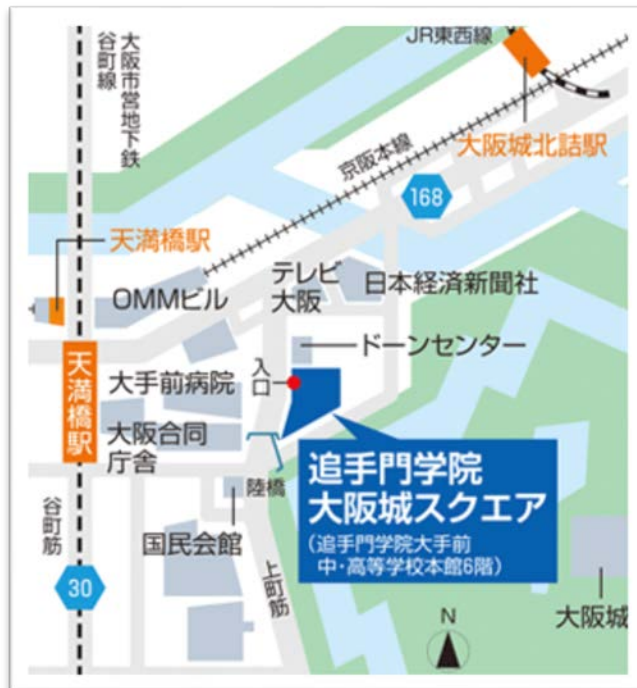 JR東西線
大阪市営地下鉄
谷町線
大阪城北詰駅
京阪本線
168
天満橋駅
OMMビル
テレビ
大阪
日本経済新聞社
ドーンセンター
入口
大手前病院
天満橋駅
大阪合同
庁舎
追手門学院
大阪城スクエア
(追手門学院大手前
中・高等学校本館6階)
陸橋
国民会館
谷町筋
上町筋
30
大阪城
N